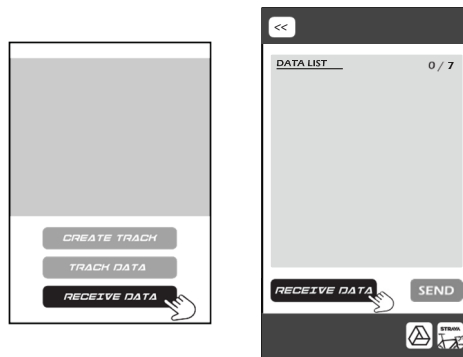 CREATE TRACK
TRACK DATA
RECEIVE DATA
<<
DATA LIST 0 / 7
RECEIVE DATA SEND
STRAVA